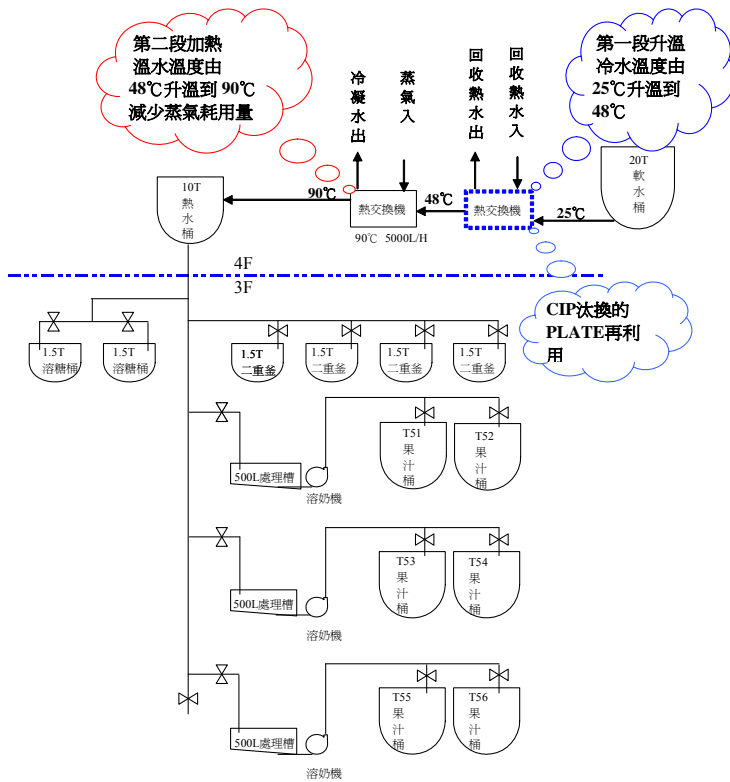 第二段加熱
溫水溫度由
48℃升溫到 90℃
減少蒸氣耗用量
冷凝水出
蒸氣入
回收熱水出
回收熱水入
第一段升溫
冷水溫度由
25℃升溫到
48℃
10T
熱水桶
90℃
熱交換機
90℃ 5000L/H
48℃
熱交換機
25℃
20T
軟水桶
4F
3F
CIP汰換的
PLATE再利
用
1.5T
溶糖桶
1.5T
溶糖桶
1.5T
二重釜
1.5T
二重釜
1.5T
二重釜
1.5T
二重釜
500L處理槽
溶奶機
T51
果汁桶
T52
果汁桶
500L處理槽
溶奶機
T53
果汁桶
T54
果汁桶
500L處理槽
溶奶機
T55
果汁桶
T56
果汁桶